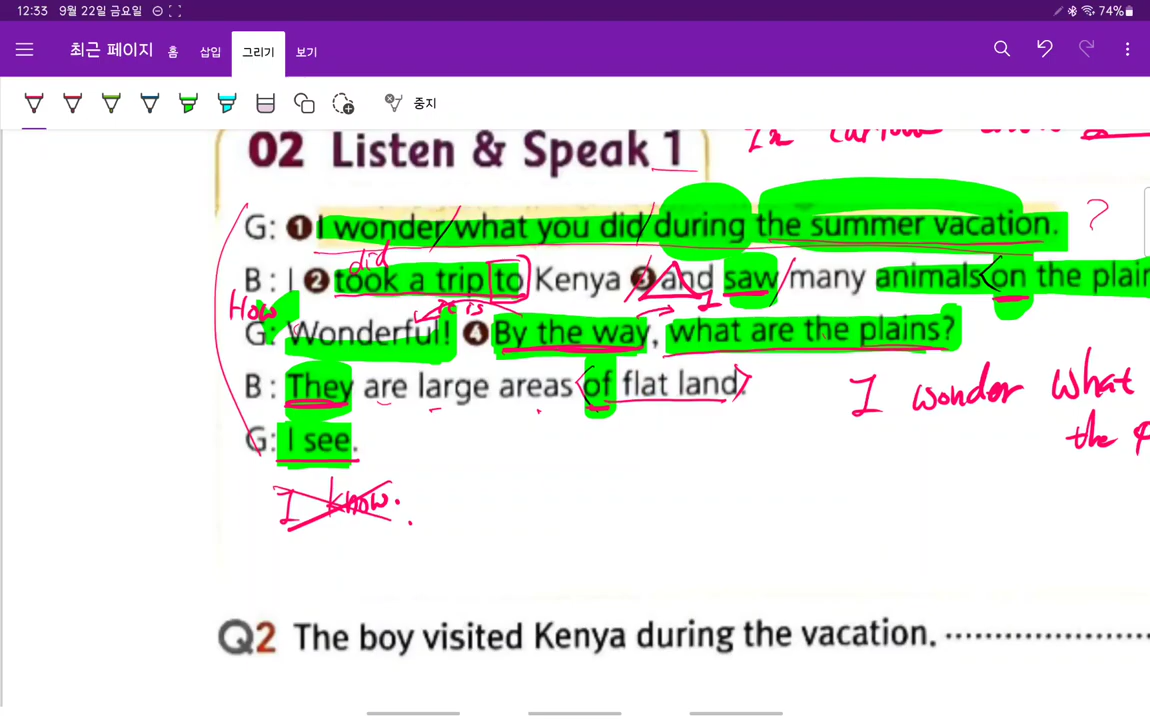 12:33 9월 22일 금요일 74%
최근 페이지 홈 삽입 그리기 보기
중지
02 Listen & Speak 1
G: ❶ I wonder/what you did/during the summer vacation. ?
did
B : I ❷ took a trip to Kenya ❸ and saw/many animals<on the plain
I
How it is
G: Wonderful! ❹ By the way, what are the plains?
B : They are large areas <of flat land.>
I wonder what
the
G: I see.
I know.
Q2 The boy visited Kenya during the vacation. ····················